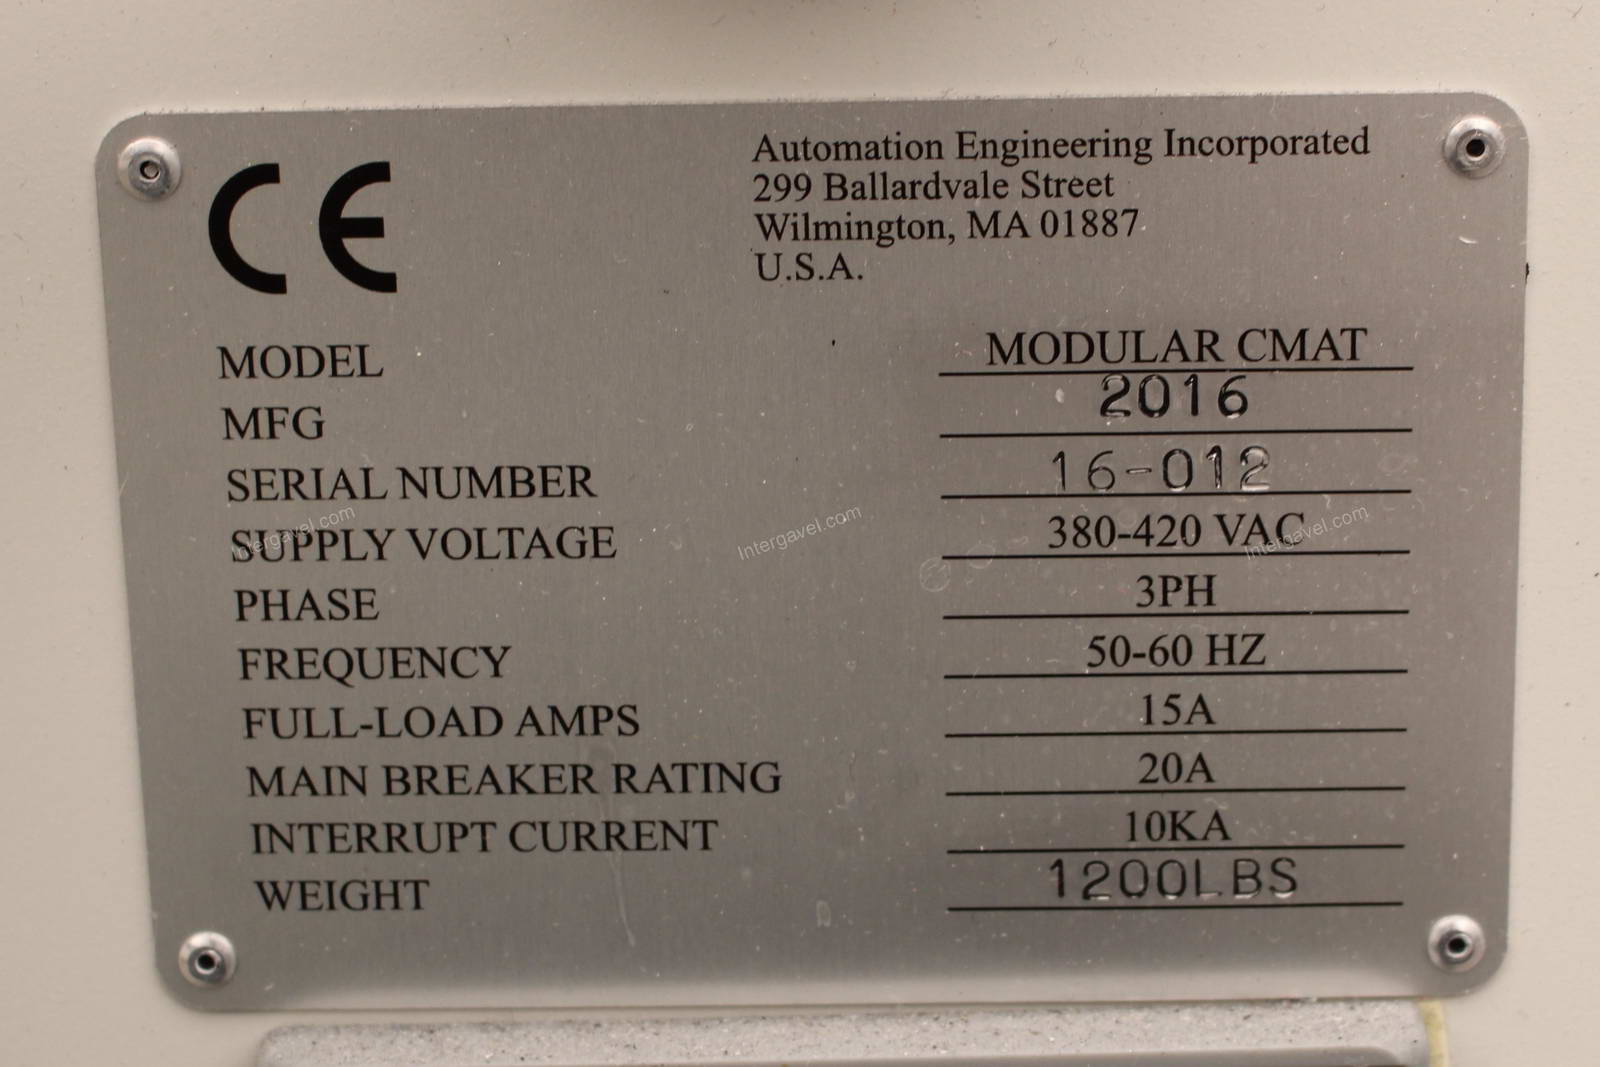 CE
Automation Engineering Incorporated
299 Ballardvale Street
Wilmington, MA 01887
U.S.A.
MODEL MODULAR CMAT
MFG 2016
SERIAL NUMBER 16-012
SUPPLY VOLTAGE 380-420 VAC
PHASE 3PH
FREQUENCY 50-60 HZ
FULL-LOAD AMPS 15A
MAIN BREAKER RATING 20A
INTERRUPT CURRENT 10KA
WEIGHT 1200LBS
Intergavel.com Intergavel.com Intergavel.com